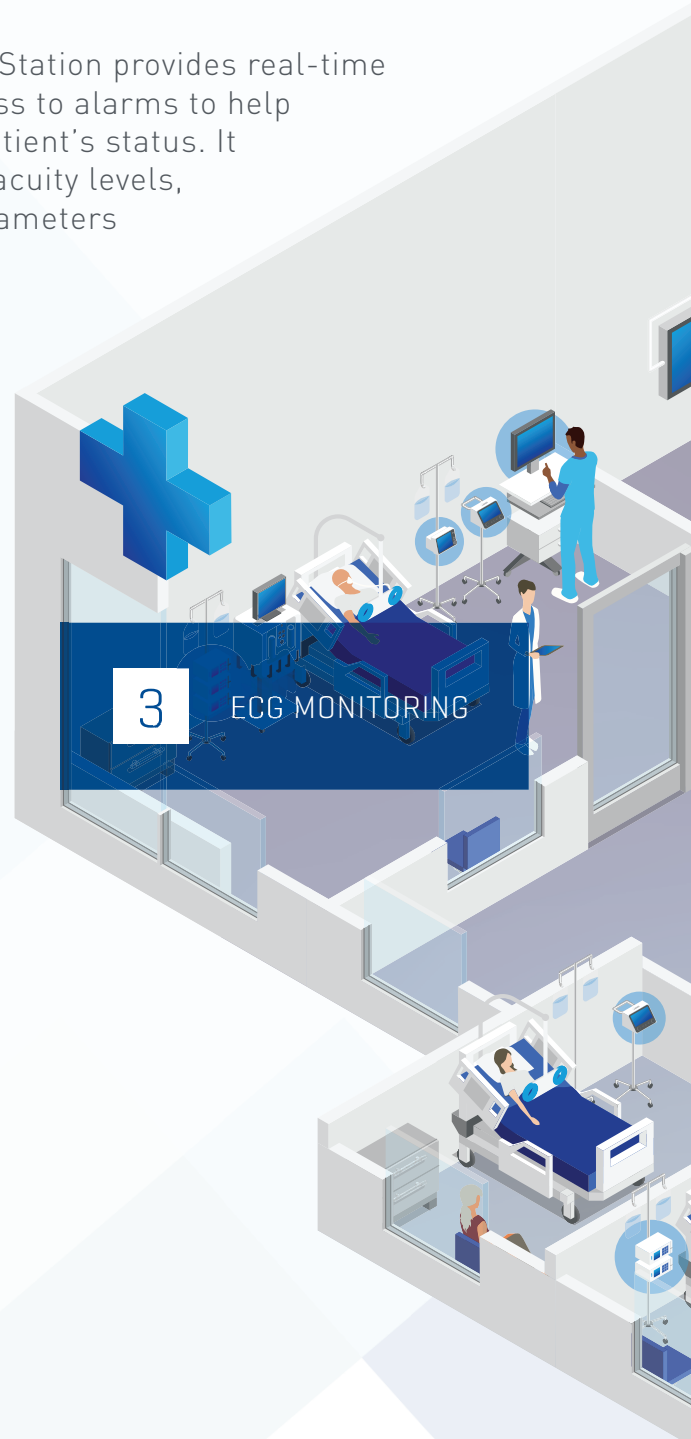 Station provides real-time
ss to alarms to help
tient’s status. It
acuity levels,
ameters
3 ECG MONITORING